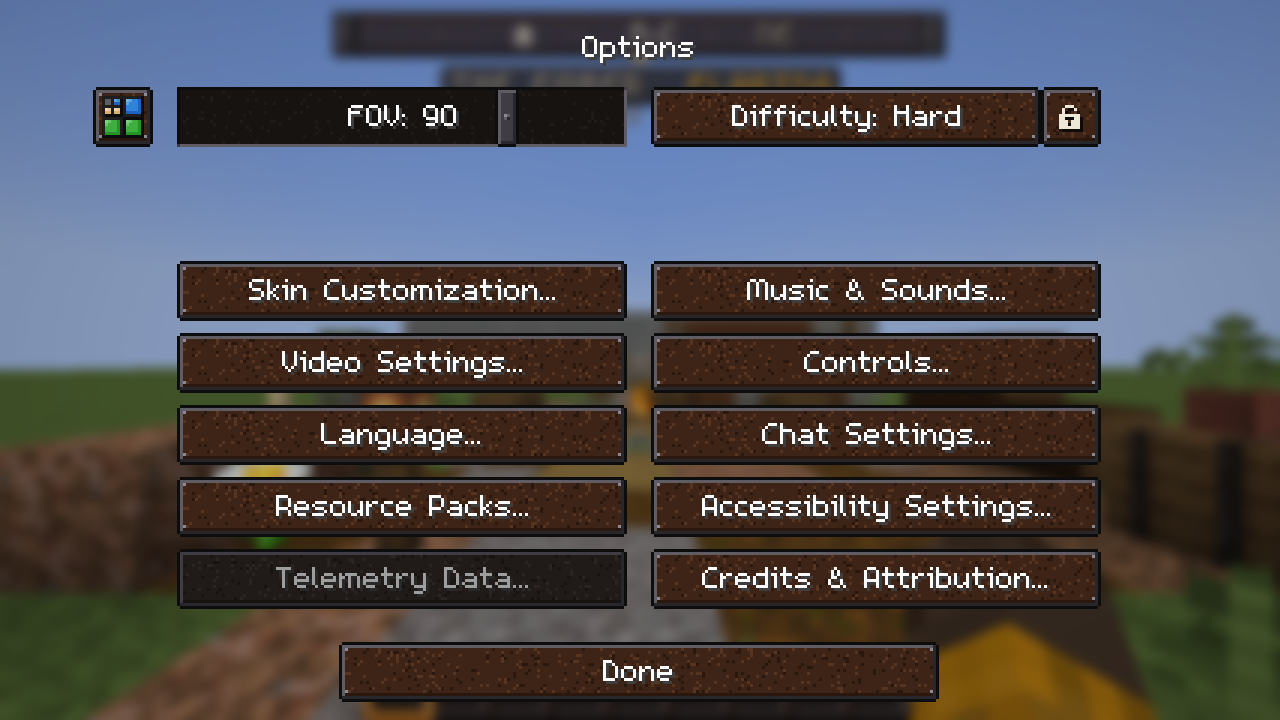 Options
FOV: 90
Difficulty: Hard
Skin Customization...
Music & Sounds...
Video Settings...
Controls...
Language...
Chat Settings...
Resource Packs...
Accessibility Settings...
Telemetry Data...
Credits & Attribution...
Done